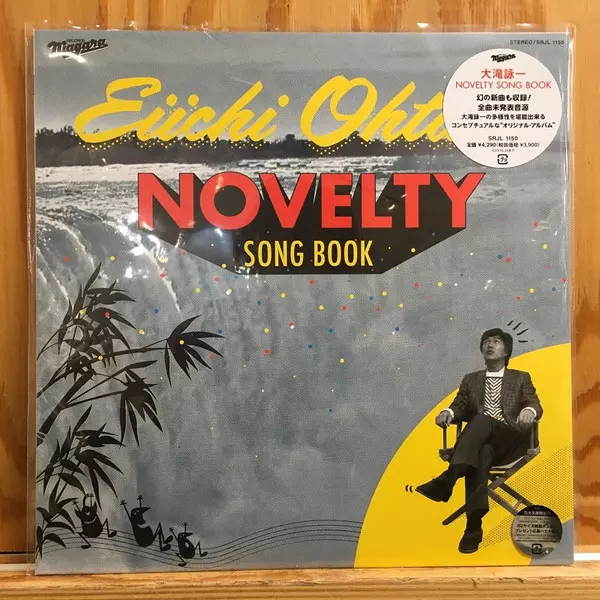 Niagara
RECORDS
STEREO/SRJL 1150
Eiichi Oht
NOVELTY
SONG BOOK
Niagara
大滝詠一
NOVELTY SONG BOOK
幻の新曲も収録!
全曲未発表音源
大滝詠一の多様性を堪能出来る
コンセプチュアルな"オリジナル・アルバム"
SRJL 1150
定価 ¥4,290(税抜価格 ¥3,900)